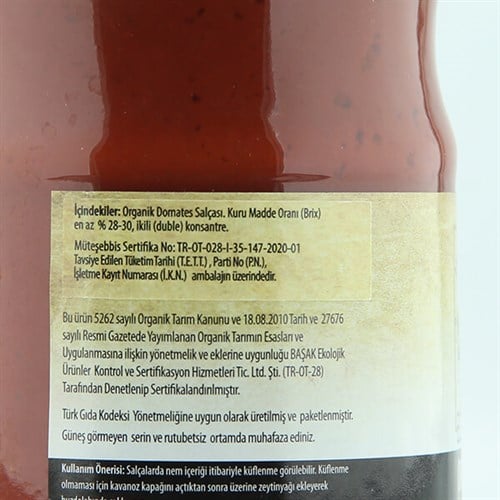 İçindekiler: Organik Domates Salçası. Kuru Madde Oranı (Brix)
en az % 28-30, ikili (duble) konsantre.
Müteşebbis Sertifika No: TR-OT-028-I-35-147-2020-01
Tavsiye Edilen Tüketim Tarihi (T.E.T.T.) , Parti No (P.N.),
İşletme Kayıt Numarası (İ.K.N.) ambalajın üzerindedir.
Bu ürün 5262 sayılı Organik Tarım Kanunu ve 18.08.2010 Tarih ve 27676
sayılı Resmi Gazetede Yayımlanan Organik Tarımın Esasları ve
Uygulanmasına ilişkin yönetmelik ve eklerine uygunluğu BAŞAK Ekolojik
Ürünler Kontrol ve Sertifikasyon Hizmetleri Tic. Ltd. Şti. (TR-OT-28)
Tarafından Denetlenip Sertifikalandırılmıştır.
Türk Gıda Kodeksi Yönetmeliğine uygun olarak üretilmiş ve paketlenmiştir.
Güneş görmeyen serin ve rutubetsiz ortamda muhafaza ediniz.
Kullanım Önerisi: Salçalarda nem içeriği itibariyle küflenme görülebilir. Küflenme
olmaması için kavanoz kapağını açtıktan sonra üzerine zeytinyağı ekleyerek